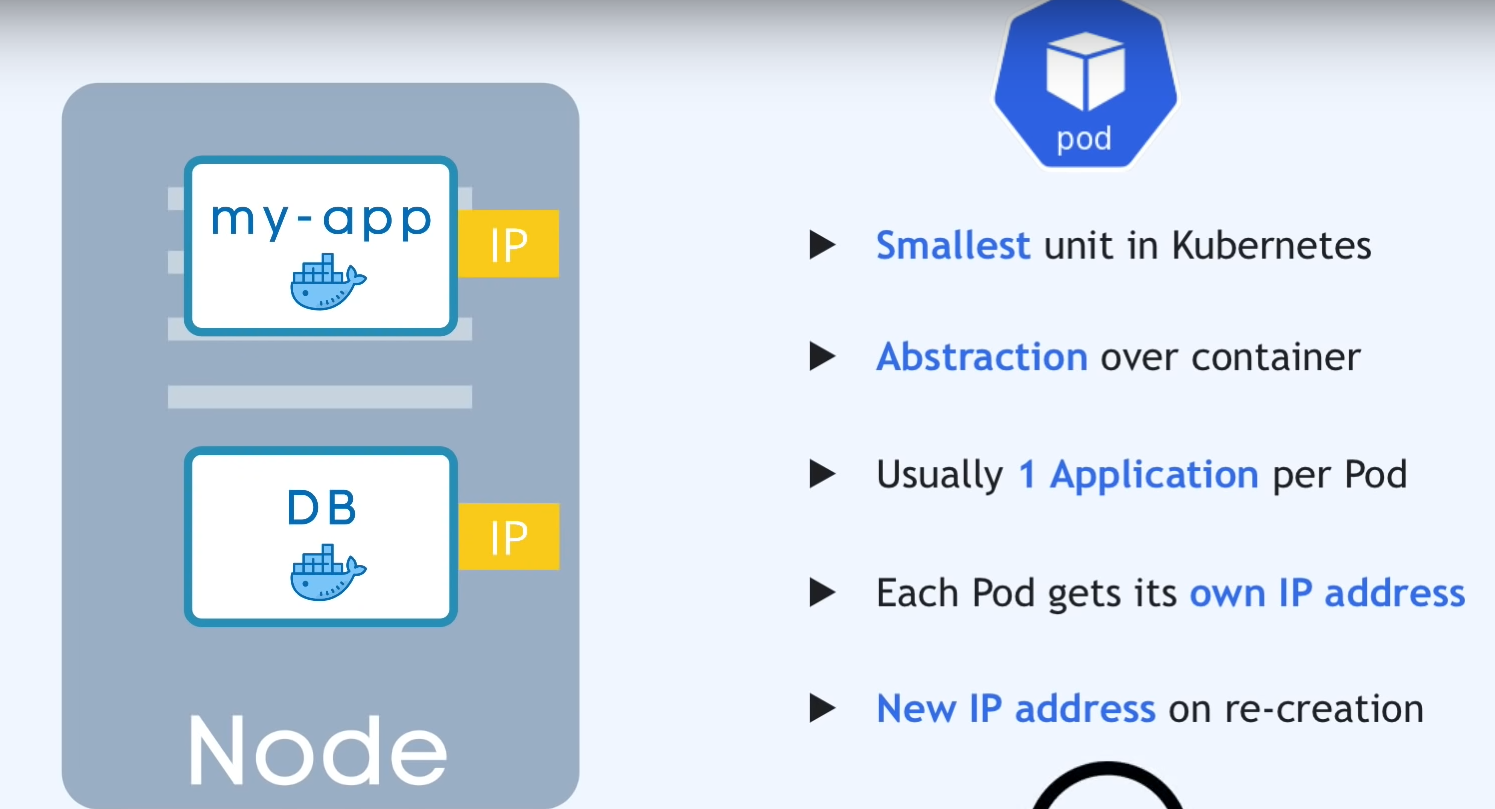 my-app
IP
DB
IP
Node
pod
Smallest unit in Kubernetes
Abstraction over container
Usually 1 Application per Pod
Each Pod gets its own IP address
New IP address on re-creation